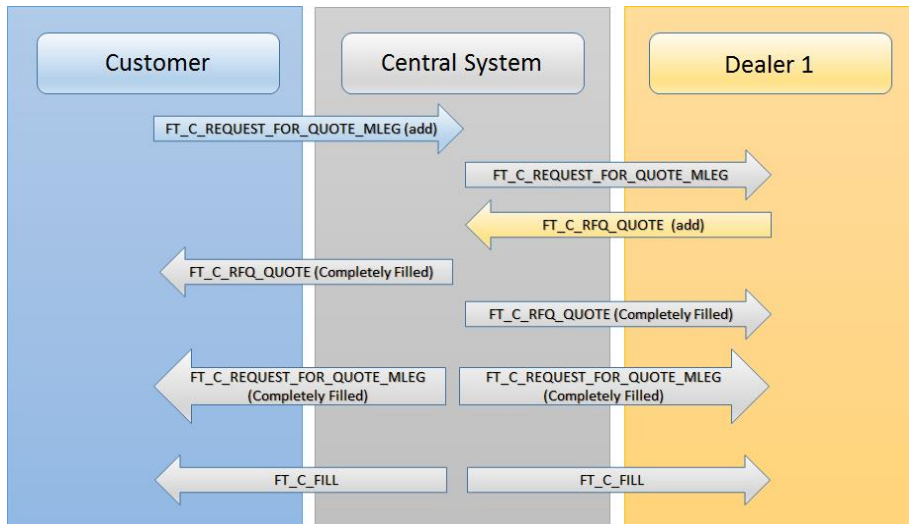 Customer
Central System
Dealer 1
FT_C_REQUEST_FOR_QUOTE_MLEG (add)
FT_C_REQUEST_FOR_QUOTE_MLEG
FT_C_RFQ_QUOTE (add)
FT_C_RFQ_QUOTE (Completely Filled)
FT_C_RFQ_QUOTE (Completely Filled)
FT_C_REQUEST_FOR_QUOTE_MLEG
(Completely Filled)
FT_C_REQUEST_FOR_QUOTE_MLEG
(Completely Filled)
FT_C_FILL
FT_C_FILL